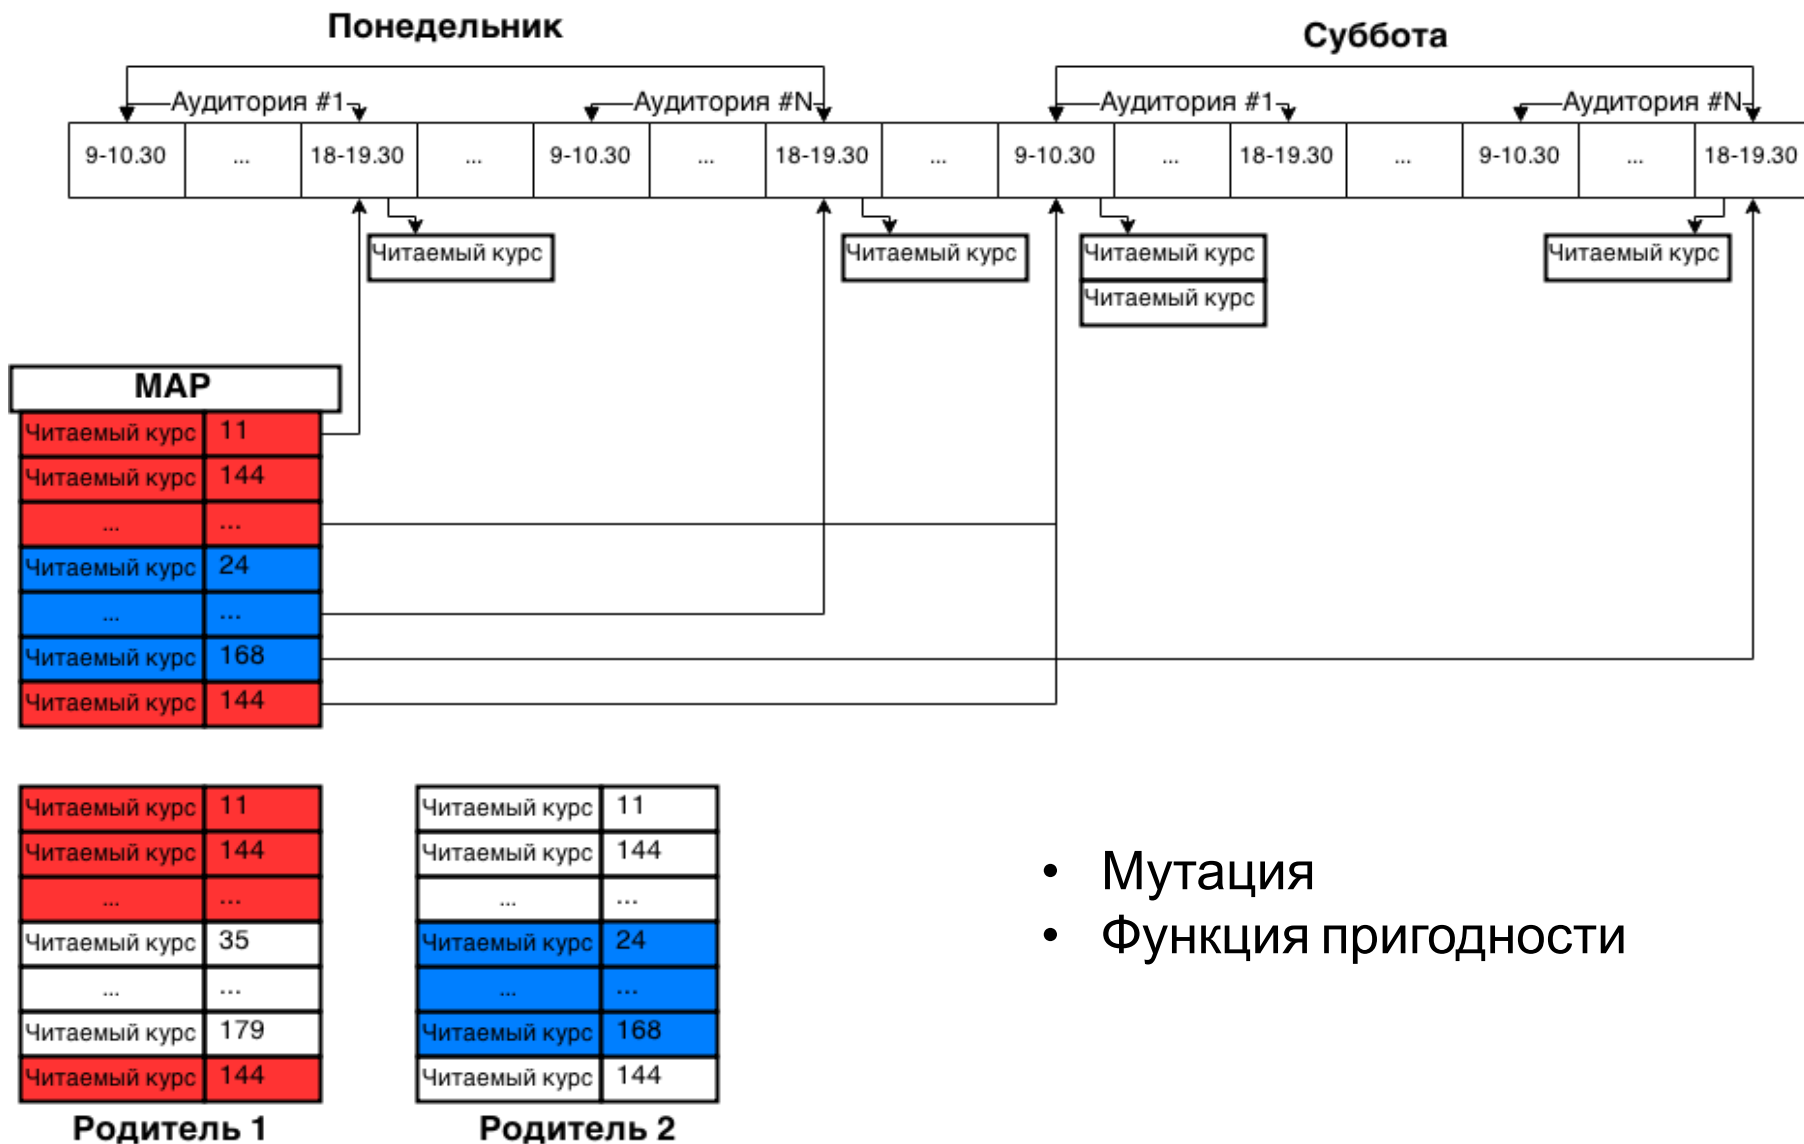 Понедельник
Суббота
Аудитория #1 Аудитория #N Аудитория #1 Аудитория #N
9-10.30 ... 18-19.30 ... 9-10.30 ... 18-19.30 ... 9-10.30 ... 18-19.30 ... 9-10.30 ... 18-19.30
Читаемый курс Читаемый курс Читаемый курс Читаемый курс
Читаемый курс
MAP
Читаемый курс 11
Читаемый курс 144
... ...
Читаемый курс 24
... ...
Читаемый курс 168
Читаемый курс 144
Читаемый курс 11
Читаемый курс 144
... ...
Читаемый курс 35
... ...
Читаемый курс 179
Читаемый курс 144
Родитель 1
Читаемый курс 11
Читаемый курс 144
... ...
Читаемый курс 24
... ...
Читаемый курс 168
Читаемый курс 144
Родитель 2
• Мутация
• Функция пригодности